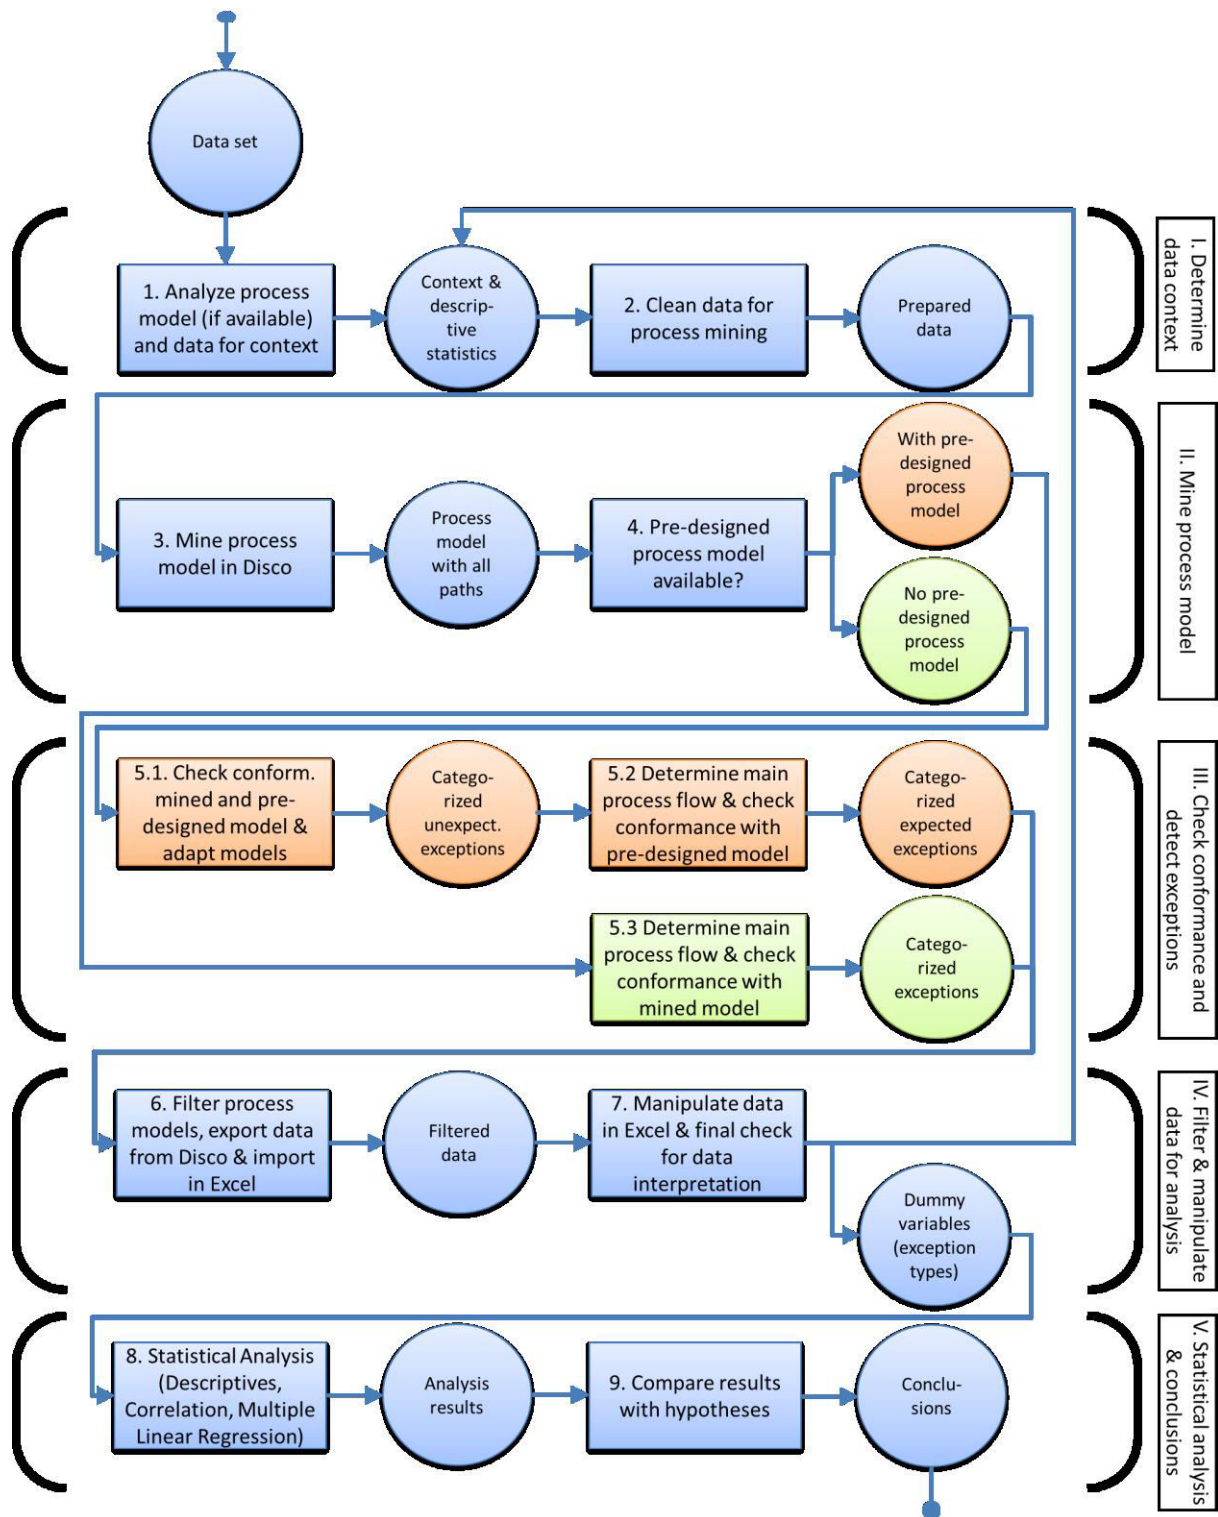 Data set
1. Analyze process
model (if available)
and data for context
Context &
descrip-
tive
statistics
2. Clean data for
process mining
Prepared
data
I. Determine
data context
3. Mine process
model in Disco
Process
model
with all
paths
4. Pre-designed
process model
available?
With pre-
designed
process
model
No pre-
designed
process
model
II. Mine process model
5.1. Check conform.
mined and pre-
designed model &
adapt models
Catego-
rized
unexpect.
exceptions
5.2 Determine main
process flow & check
conformance with
pre-designed model
Catego-
rized
expected
exceptions
5.3 Determine main
process flow & check
conformance with
mined model
Catego-
rized
exceptions
III. Check conformance and
detect exceptions
6. Filter process
models, export data
from Disco & import
in Excel
Filtered
data
7. Manipulate data
in Excel & final check
for data
interpretation
Dummy
variables
(exception
types)
IV. Filter & manipulate
data for analysis
8. Statistical Analysis
(Descriptives,
Correlation, Multiple
Linear Regression)
Analysis
results
9. Compare results
with hypotheses
Conclu-
sions
V. Statistical analysis
& conclusions